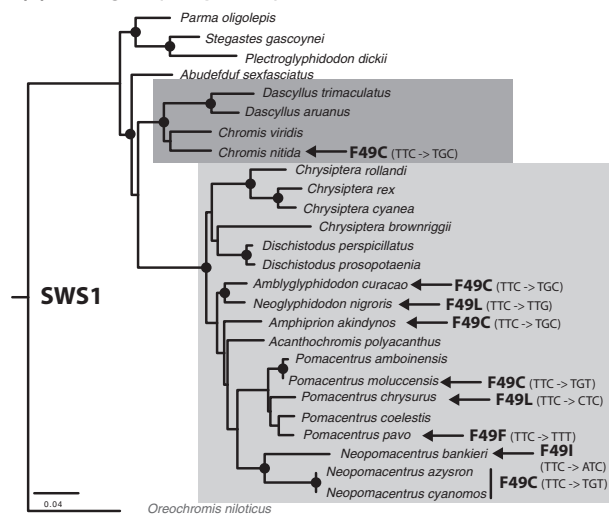 Parma oligolepis
Stegastes gascoynei
Plectroglyphidodon dickii
Abudefduf sexfasciatus
Dascyllus trimaculatus
Dascyllus aruanus
Chromis viridis
Chromis nitida F49C (TTC -> TGC)
Chrysiptera rollandi
Chrysiptera rex
Chrysiptera cyanea
Chrysiptera brownriggii
Dischistodus perspicillatus
Dischistodus prosopotaenia
SWS1
Amblyglyphidodon curacao F49C (TTC -> TGC)
Neoglyphidodon nigroris F49L (TTC -> TTG)
Amphiprion akindynos F49C (TTC -> TGC)
Acanthochromis polyacanthus
Pomacentrus amboinensis
Pomacentrus moluccensis F49C (TTC -> TGT)
Pomacentrus chrysurus F49L (TTC -> CTC)
Pomacentrus coelestis
Pomacentrus pavo F49F (TTC -> TTT)
Neopomacentrus bankieri F49I
(TTC -> ATC)
Neopomacentrus azysron
F49C (TTC -> TGT)
Neopomacentrus cyanomos
0.04
Oreochromis niloticus